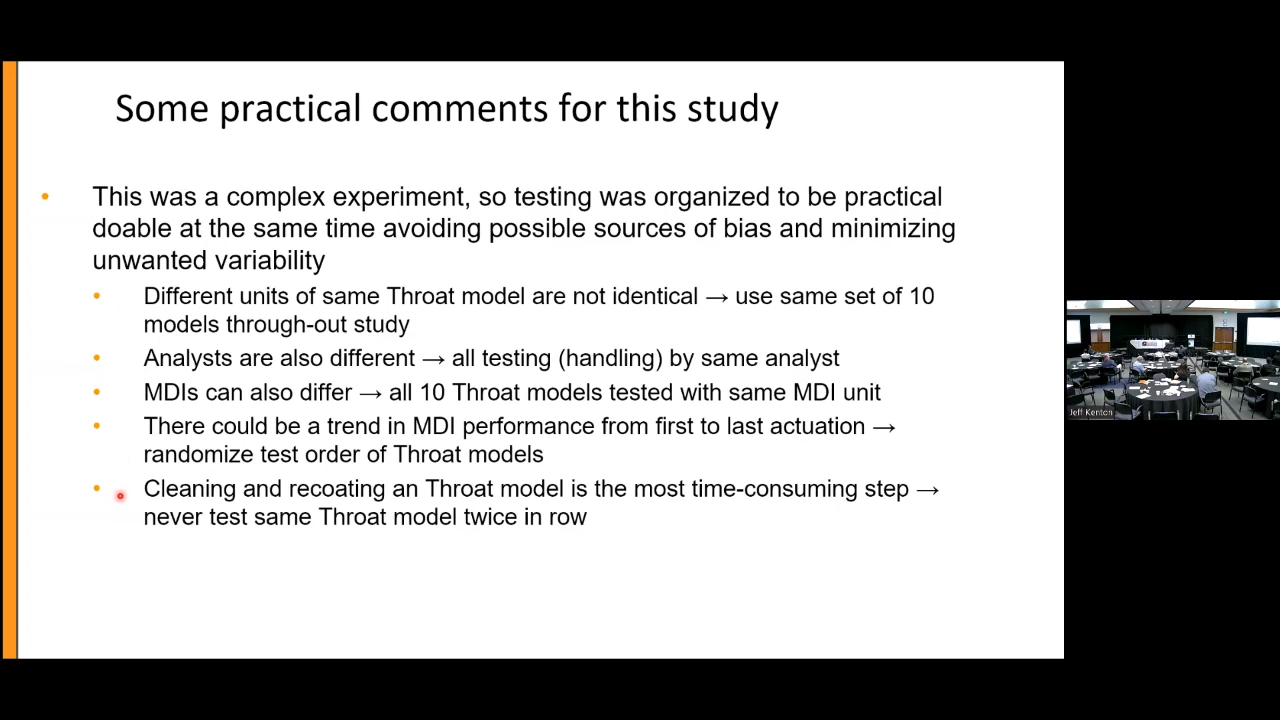 Some practical comments for this study
• This was a complex experiment, so testing was organized to be practical
doable at the same time avoiding possible sources of bias and minimizing
unwanted variability
• Different units of same Throat model are not identical → use same set of 10
models through-out study
• Analysts are also different → all testing (handling) by same analyst
• MDIs can also differ → all 10 Throat models tested with same MDI unit
• There could be a trend in MDI performance from first to last actuation →
randomize test order of Throat models
• Cleaning and recoating an Throat model is the most time-consuming step →
never test same Throat model twice in row
Jeff Kenton